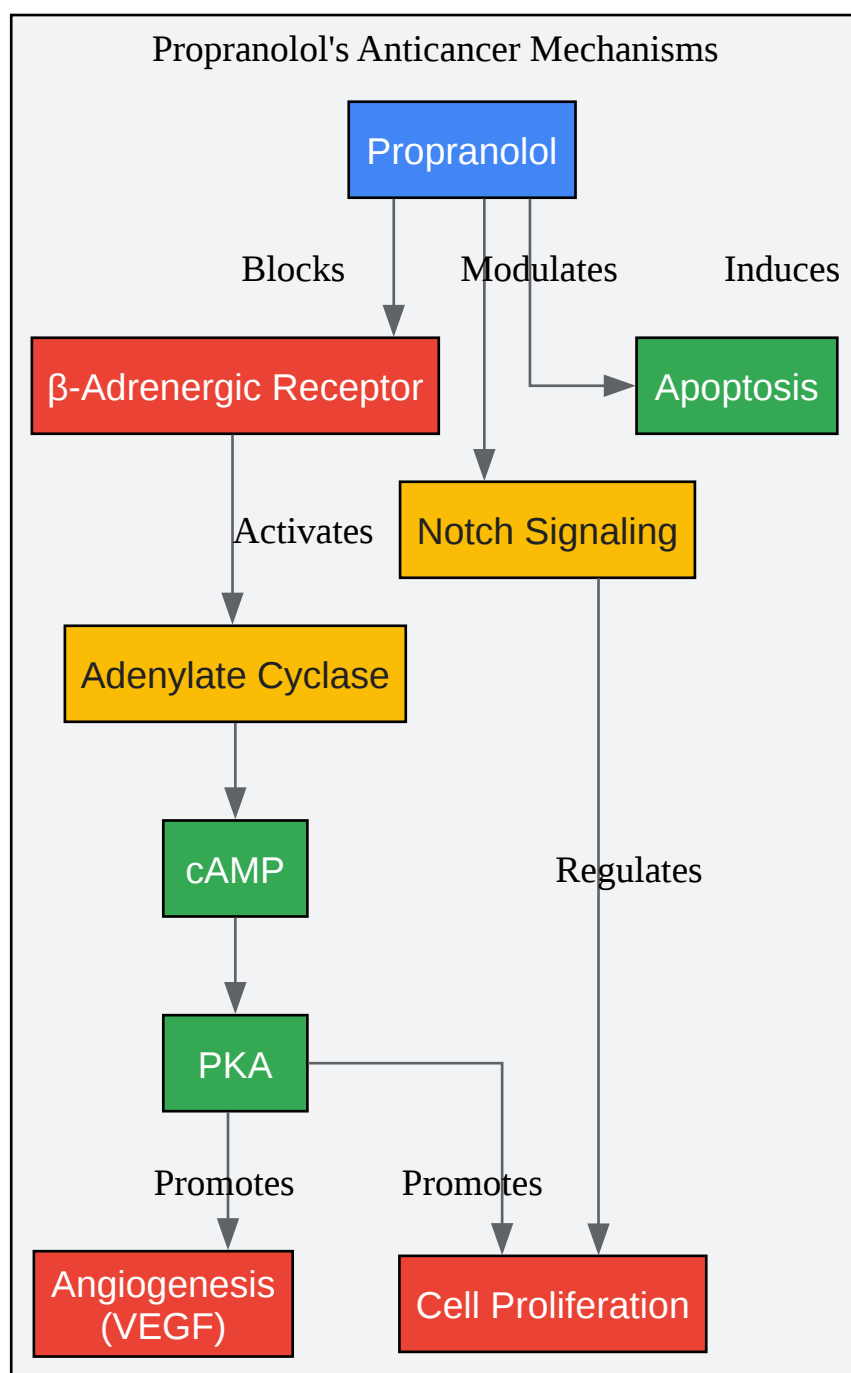 Propranolol's Anticancer Mechanisms
Propranolol
Blocks
Modulates
Induces
β-Adrenergic Receptor
Apoptosis
Activates
Notch Signaling
Adenylate Cyclase
cAMP
Regulates
PKA
Promotes
Promotes
Angiogenesis
(VEGF)
Cell Proliferation